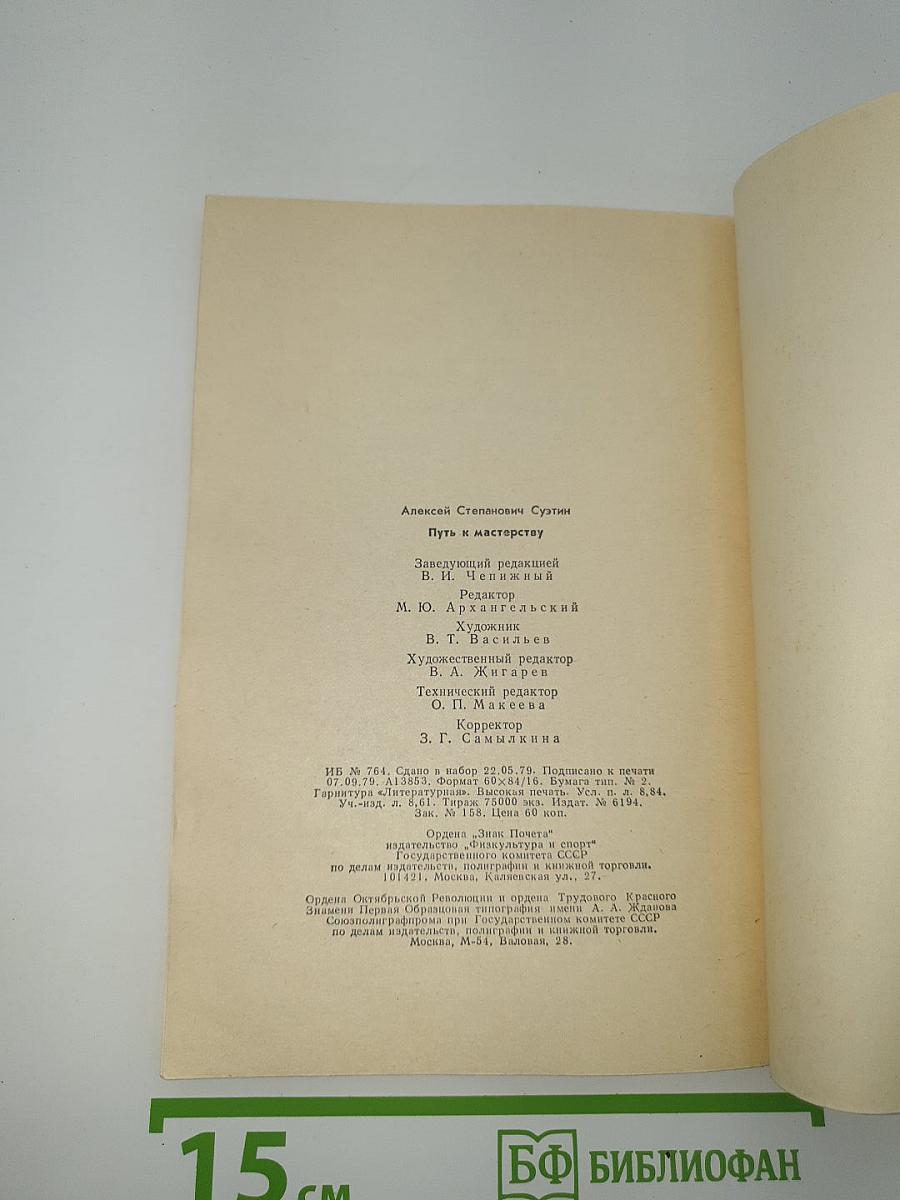 Алексей Степанович Суэтин
Путь к мастерству
Заведующий редакцией
В. И. Чепижный
Редактор
М. Ю. Архангельский
Художник
В. Т. Васильев
Художественный редактор
В. А. Жигарев
Технический редактор
О. П. Макеева
Корректор
З. Г. Самылкина
ИБ № 764. Сдано в набор 22.05.79. Подписано к печати
07.09.79. А13853. Формат 60×84/16. Бумага тип. № 2.
Гарнитура «Литературная». Высокая печать. Усл. п. л. 8,84.
Уч.-изд. л. 8,61. Тираж 75000 экз. Издат. № 6194.
Зак. № 158. Цена 60 коп.
Ордена „Знак Почета“
издательство „Физкультура и спорт“
Государственного комитета СССР
по делам издательств, полиграфии и книжной торговли.
101421. Москва, Каляевская ул., 27.
Ордена Октябрьской Революции и ордена Трудового Красного
Знамени Первая Образцовая типография имени А. А. Жданова
Союзполиграфпрома при Государственном комитете СССР
по делам издательств, полиграфии и книжной торговли.
Москва, М-54, Валовая, 28.
15 см
БФ БИБЛИОФАН